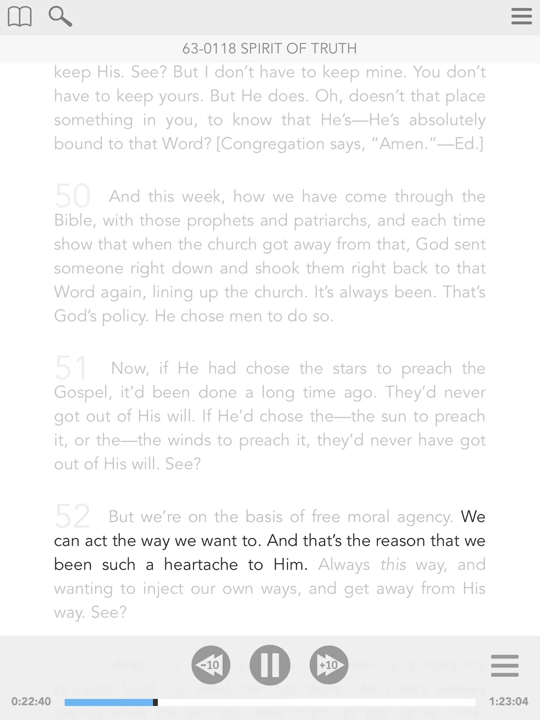 63-0118 SPIRIT OF TRUTH
keep His. See? But I don't have to keep mine. You don't
have to keep yours. But He does. Oh, doesn't that place
something in you, to know that He's—He's absolutely
bound to that Word? [Congregation says, “Amen.”—Ed.]
50 And this week, how we have come through the
Bible, with those prophets and patriarchs, and each time
show that when the church got away from that, God sent
someone right down and shook them right back to that
Word again, lining up the church. It's always been. That's
God's policy. He chose men to do so.
51 Now, if He had chose the stars to preach the
Gospel, it'd been done a long time ago. They'd never
got out of His will. If He'd chose the—the sun to preach
it, or the—the winds to preach it, they'd never have got
out of His will. See?
52 But we're on the basis of free moral agency. We
can act the way we want to. And that's the reason that we
been such a heartache to Him. Always this way, and
wanting to inject our own ways, and get away from His
way. See?
-10 +10
0:22:40 1:23:04